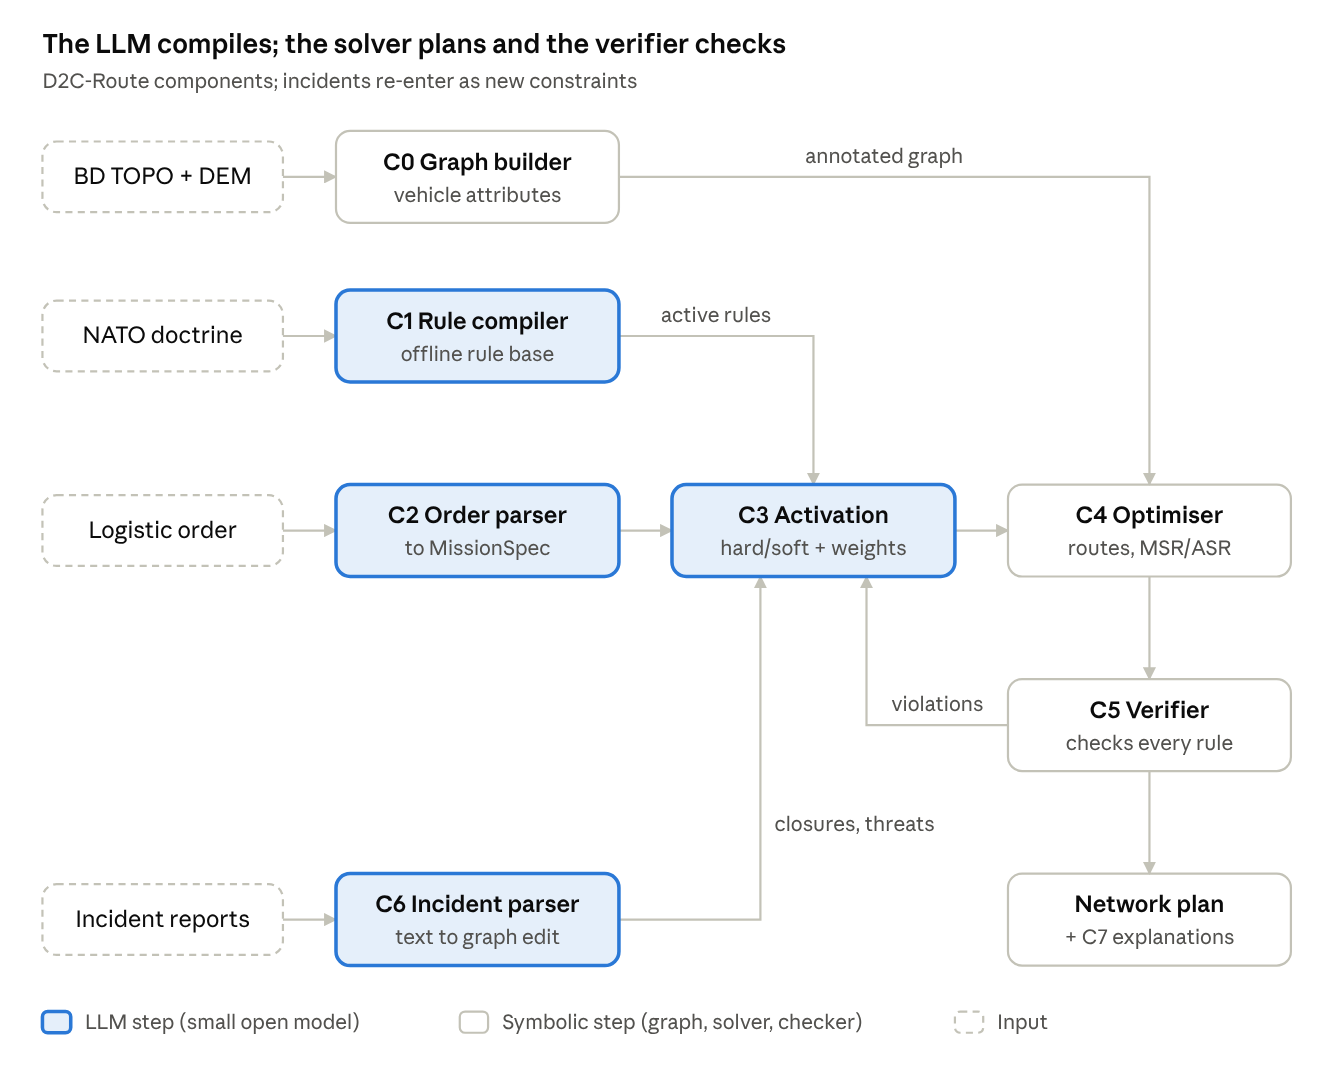 The LLM compiles; the solver plans and the verifier checks
D2C-Route components; incidents re-enter as new constraints
BD TOPO + DEM
C0 Graph builder
vehicle attributes
annotated graph
NATO doctrine
C1 Rule compiler
offline rule base
active rules
Logistic order
C2 Order parser
to MissionSpec
C3 Activation
hard/soft + weights
C4 Optimiser
routes, MSR/ASR
violations
C5 Verifier
checks every rule
closures, threats
Incident reports
C6 Incident parser
text to graph edit
Network plan
+ C7 explanations
LLM step (small open model)
Symbolic step (graph, solver, checker)
Input